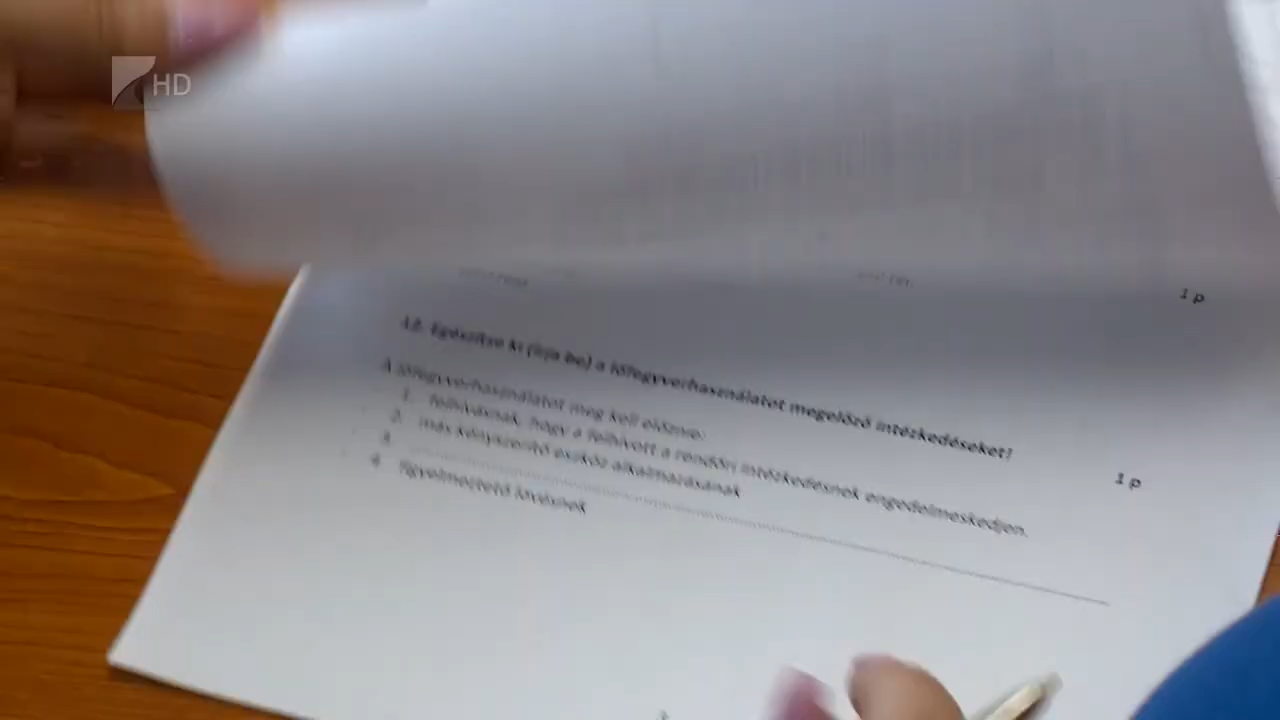 HD
1 p
12. Egészítse ki (írja be) a lőfegyverhasználatot megelőző intézkedéseket!
1 p
A lőfegyverhasználatot meg kell előznie:
1. felhívásnak, hogy a felhívott a rendőri intézkedésnek engedelmeskedjen.
2. más kényszerítő eszköz alkalmazásának
3.
4. figyelmeztető lövésnek